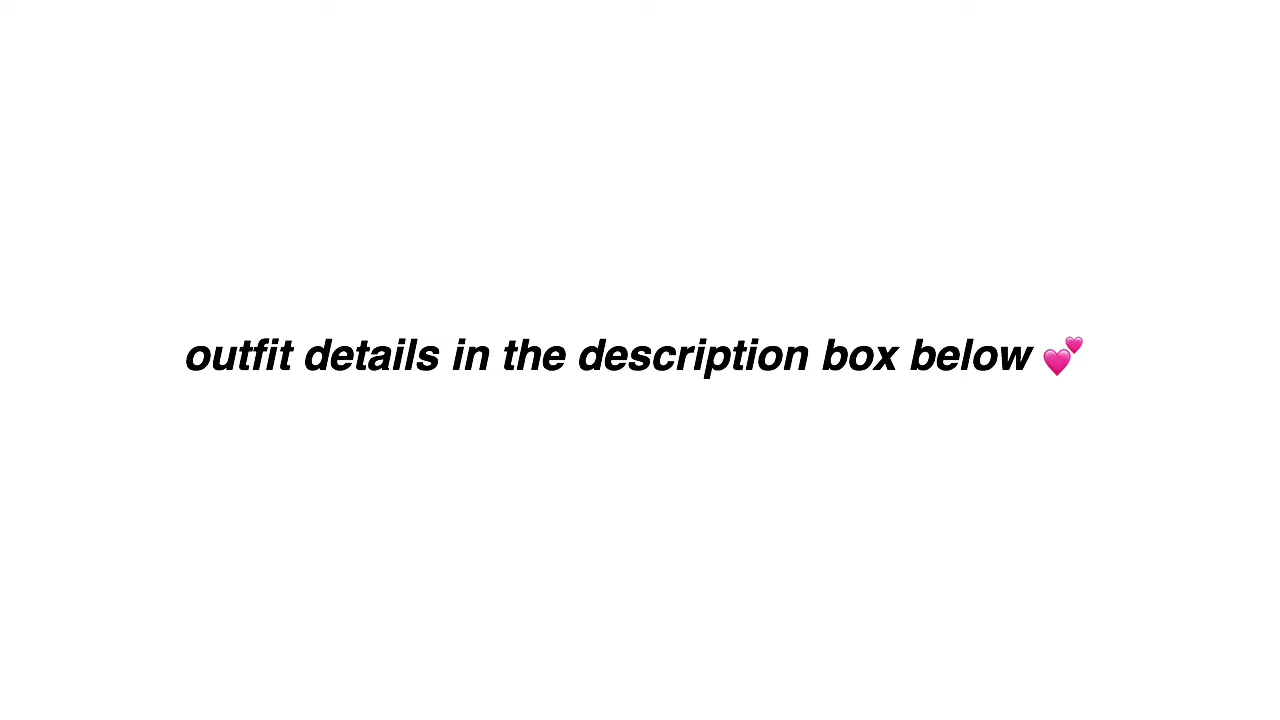 outfit details in the description box below 💕